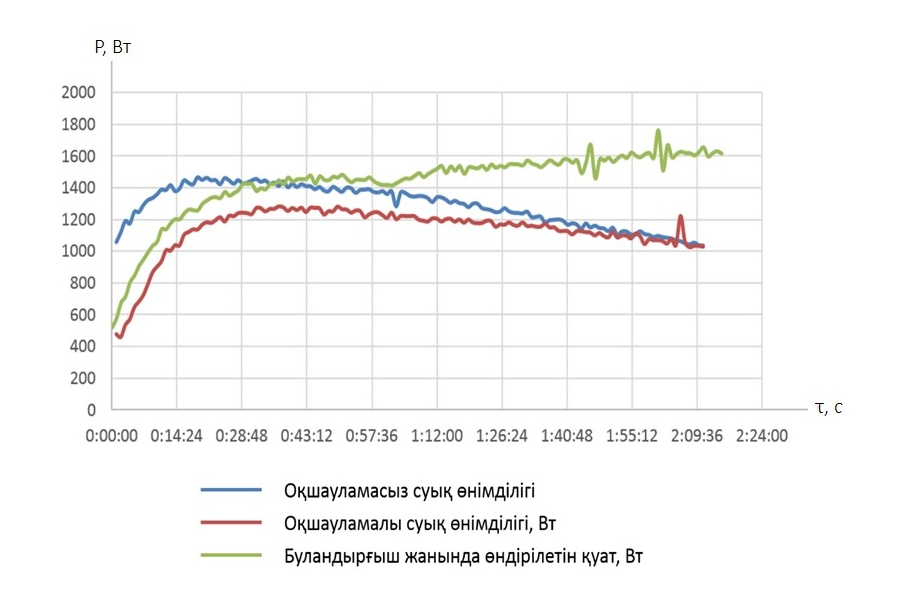 P, Вт
2000
1800
1600
1400
1200
1000
800
600
400
200
0
τ, с
0:00:00 0:14:24 0:28:48 0:43:12 0:57:36 1:12:00 1:26:24 1:40:48 1:55:12 2:09:36 2:24:00
Оқшауламасыз суық өнімділігі
Оқшауламалы суық өнімділігі, Вт
Буландырғыш жанында өндірілетін қуат, Вт